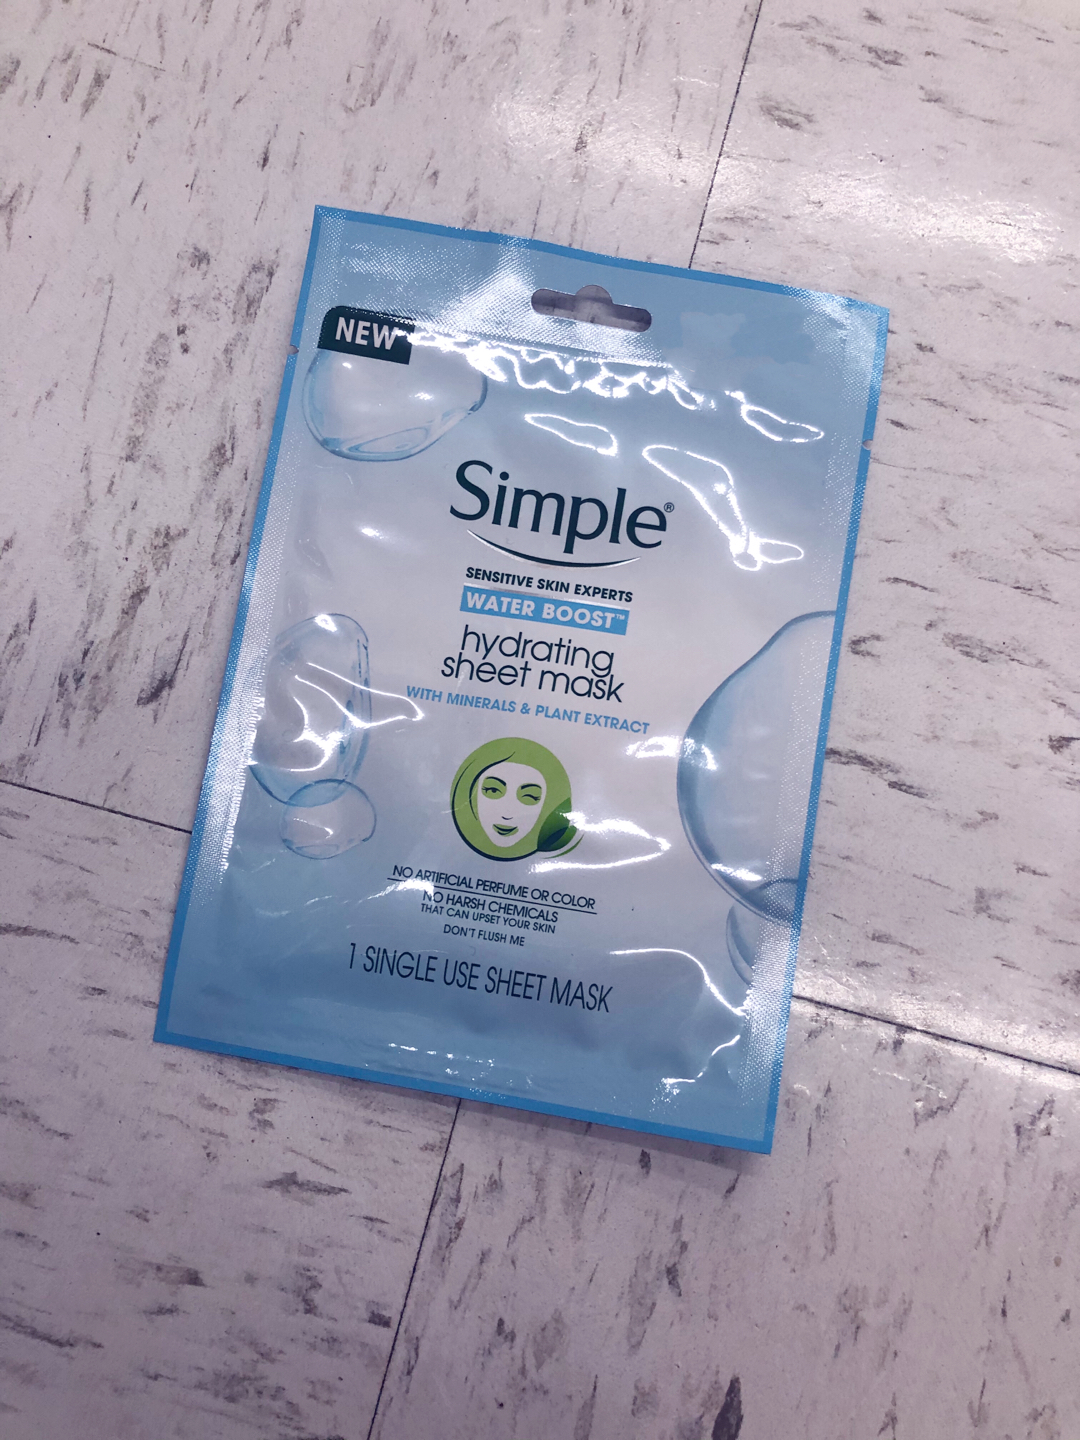 NEW
Simple®
SENSITIVE SKIN EXPERTS
WATER BOOST™
hydrating
sheet mask
WITH MINERALS & PLANT EXTRACT
NO ARTIFICIAL PERFUME OR COLOR
NO HARSH CHEMICALS
THAT CAN UPSET YOUR SKIN
DON'T FLUSH ME
1 SINGLE USE SHEET MASK